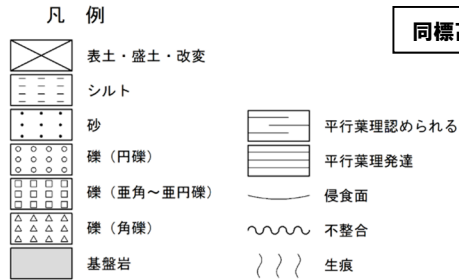 凡 例
表土・盛土・改変
シルト
砂
礫（円礫）
礫（亜角～亜円礫）
礫（角礫）
基盤岩
平行葉理認められる
平行葉理発達
侵食面
不整合
生痕
同標